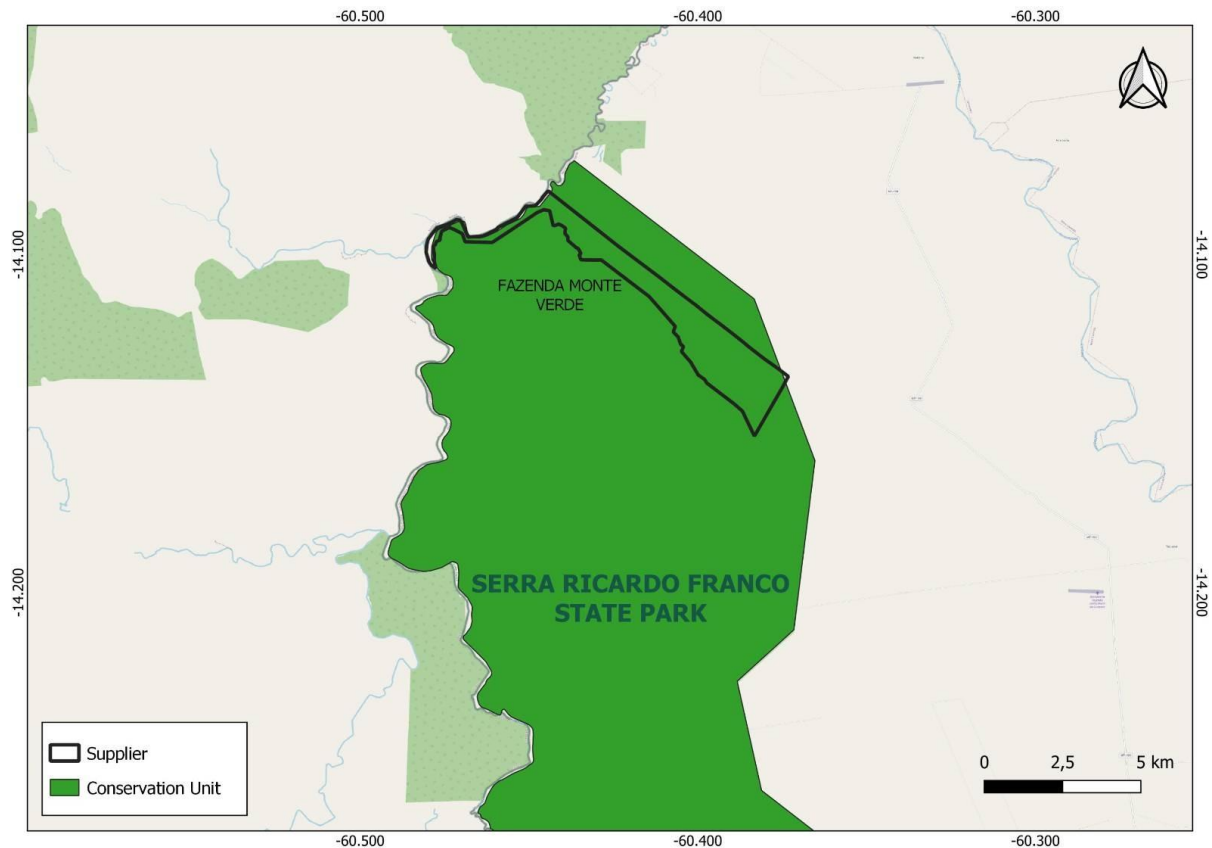 -60.500
-60.400
-60.300
-14.100
-14.100
FAZENDA MONTE
VERDE
-14.200
-14.200
SERRA RICARDO FRANCO
STATE PARK
Supplier
Conservation Unit
0
2,5
5 km
-60.500
-60.400
-60.300